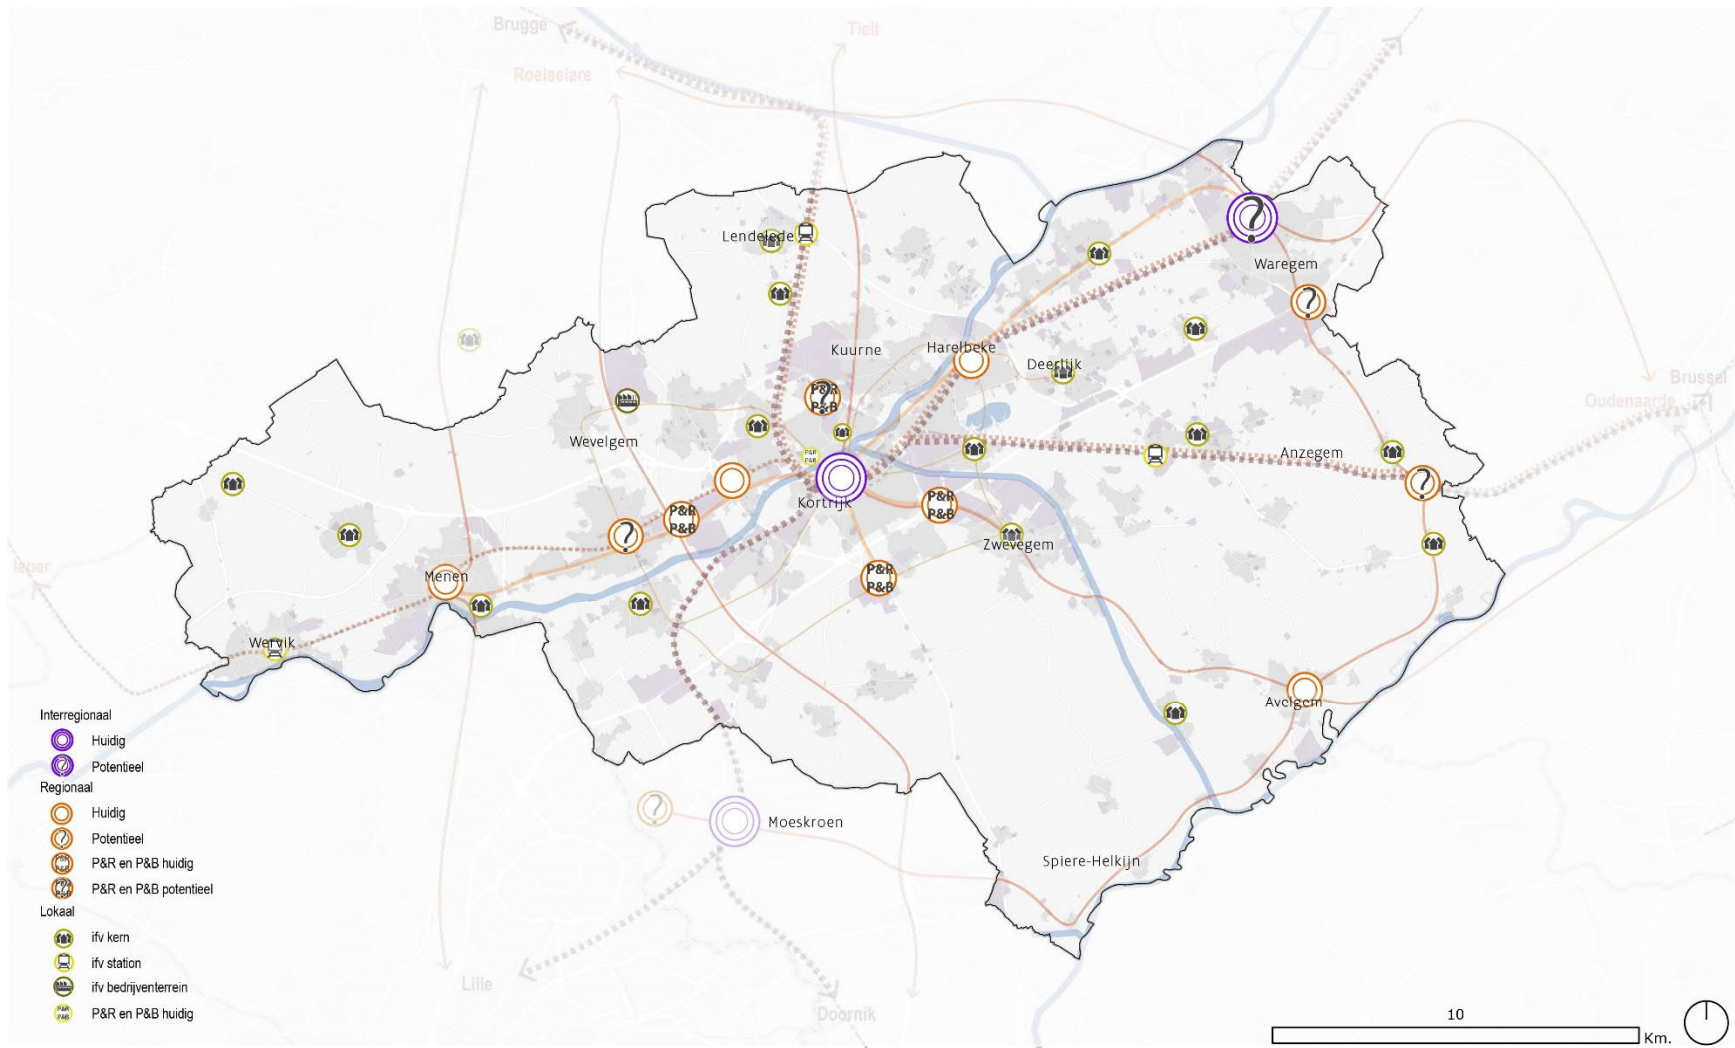 Brugge
Tielt
Roelselare
Lendelede
Waregem
Kuurne
Harelbeke
Deerlijk
Brussel
Oudenaarde
P&R
P&B
Wevelgem
Anzegem
P&R
P&B
Kortrijk
P&R
P&B
P&R
P&B
Zwevegem
Ieper
Menen
P&R
P&B
Wervik
Avelgem
Interregionaal
Huidig
Potentieel
Regionaal
Huidig
Potentieel
P&R en P&B huidig
P&R en P&B potentieel
Lokaal
ifv kern
ifv station
ifv bedrijventerrein
P&R
P&B
P&R en P&B huidig
Moeskroen
Spiere-Helkijn
Lille
Doornik
10
Km.